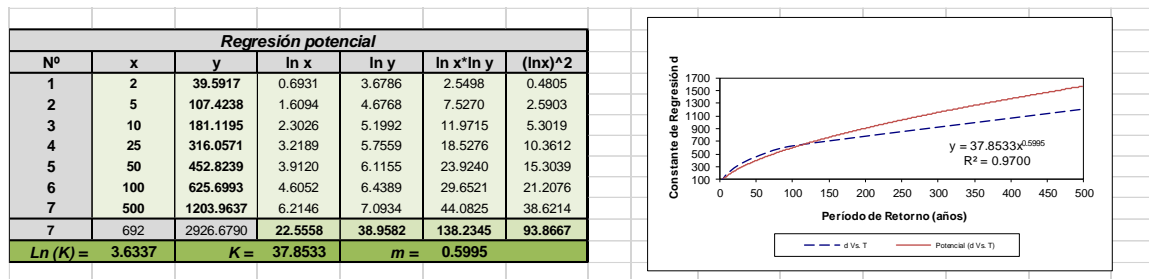 Regresión potencial
Nº x y ln x ln y ln x*ln y (lnx)^2
1 2 39.5917 0.6931 3.6786 2.5498 0.4805
2 5 107.4238 1.6094 4.6768 7.5270 2.5903
3 10 181.1195 2.3026 5.1992 11.9715 5.3019
4 25 316.0571 3.2189 5.7559 18.5276 10.3612
5 50 452.8239 3.9120 6.1155 23.9240 15.3039
6 100 625.6993 4.6052 6.4389 29.6521 21.2076
7 500 1203.9637 6.2146 7.0934 44.0825 38.6214
7 692 2926.6790 22.5558 38.9582 138.2345 93.8667
Ln (K) = 3.6337 K = 37.8533 m = 0.5995
Constante de Regresión d
1700
1500
1300
1100
900
700
500
300
100
y = 37.8533x^0.5995
R² = 0.9700
0 50 100 150 200 250 300 350 400 450 500
Período de Retorno (años)
d Vs. T Potencial (d Vs. T)